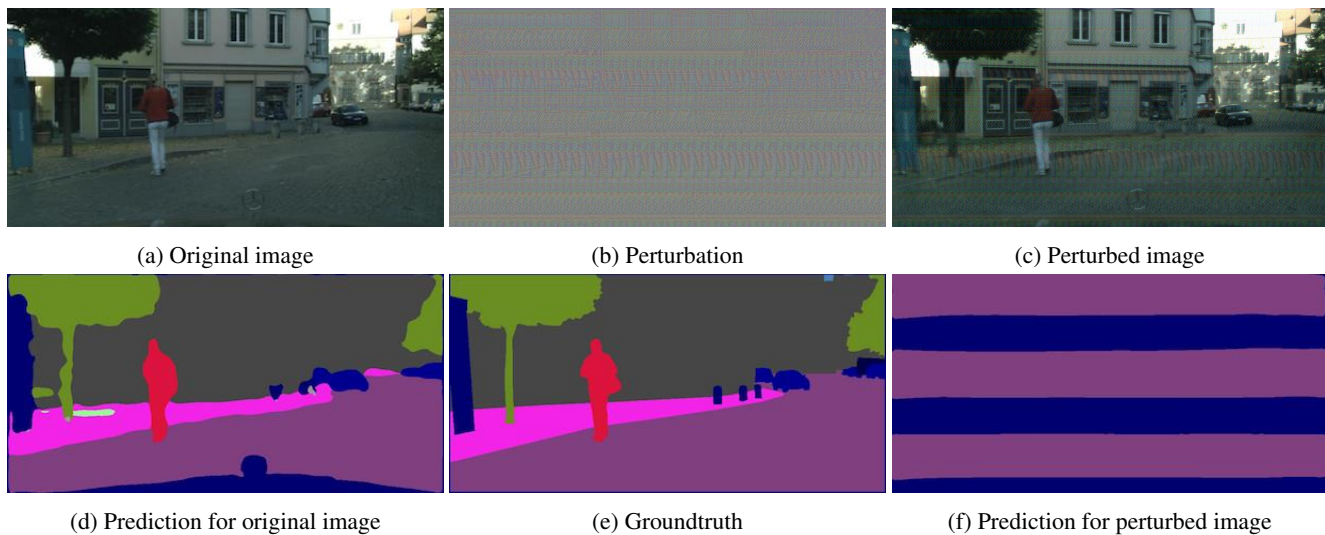 (a) Original image
(b) Perturbation
(c) Perturbed image
(d) Prediction for original image
(e) Groundtruth
(f) Prediction for perturbed image